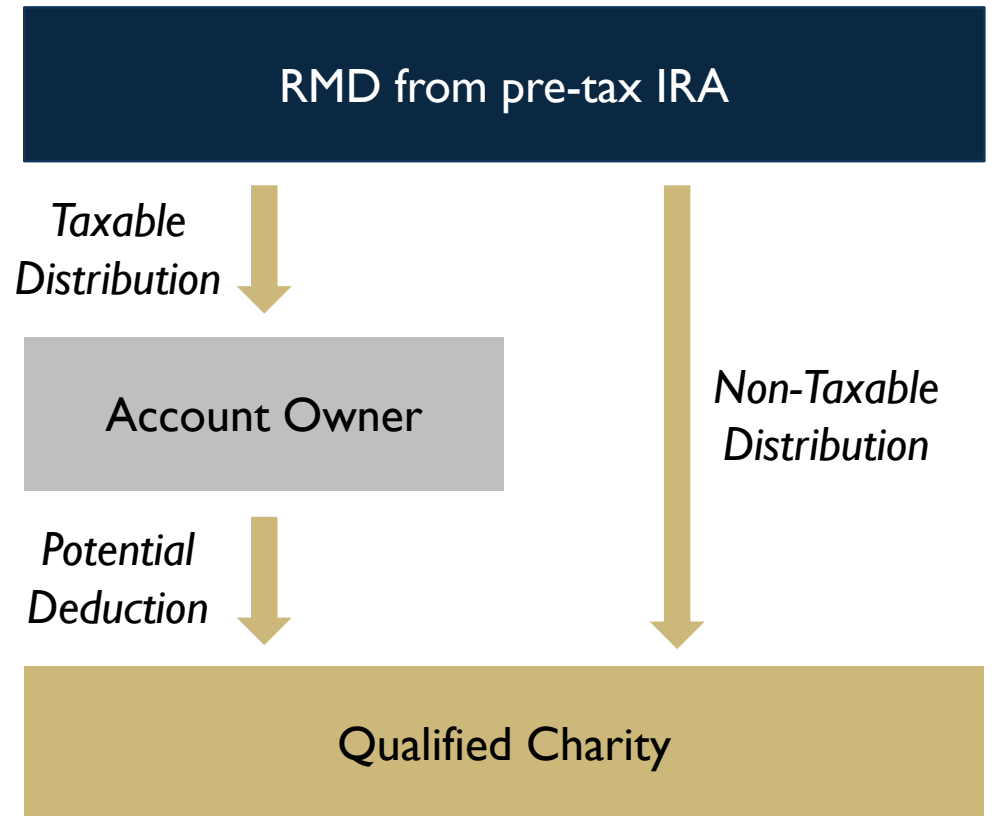 RMD from pre-tax IRA
Taxable
Distribution
Account Owner
Non-Taxable
Distribution
Potential
Deduction
Qualified Charity